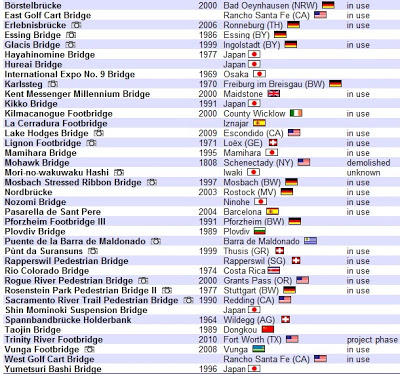 Börstelbrücke 2000 Bad Oeynhausen (NRW) in use
East Golf Cart Bridge Rancho Santa Fe (CA) in use
Erlebnisbrücke 2006 Ronneburg (TH) in use
Essing Bridge 1986 Essing (BY) in use
Glacis Bridge 1999 Ingolstadt (BY) in use
Hayahinomine Bridge 1977 Japan
Hureai Bridge Japan
International Expo No. 9 Bridge 1969 Osaka
Karlssteg 1970 Freiburg im Breisgau (BW) in use
Kent Messenger Millennium Bridge 2000 Maidstone in use
Kikko Bridge 1991 Japan
Kilmacanogue Footbridge 2000 County Wicklow in use
La Cerradura Footbridge Iznajar in use
Lake Hodges Bridge 2009 Escondido (CA) in use
Lignon Footbridge 1971 Loëx (GE) in use
Mamihara Bridge 1995 Mamihara in use
Mohawk Bridge 1808 Schenectady (NY) demolished
Mori-no-wakuwaku Hashi Iwaki unknown
Mosbach Stressed Ribbon Bridge 1997 Mosbach (BW) in use
Nordbrücke 2003 Rostock (MV) in use
Nozomi Bridge Ninohe in use
Pasarella de Sant Pere 2004 Barcelona in use
Pforzheim Footbridge III 1991 Pforzheim (BW)
Plovdiv Bridge 1989 Plovdiv
Puente de la Barra de Maldonado Barra de Maldonado
Pùnt da Suransuns 1999 Thusis (GR) in use
Rapperswil Pedestrian Bridge Rapperswil (SG) in use
Rio Colorado Bridge 1974 Costa Rica in use
Rogue River Pedestrian Bridge 2000 Grants Pass (OR) in use
Rosenstein Park Pedestrian Bridge II 1977 Stuttgart (BW) in use
Sacramento River Trail Pedestrian Bridge 1990 Redding (CA) in use
Shin Mominoki Suspension Bridge Japan
Spannbandbrücke Holderbank 1964 Wildegg (AG)
Taojin Bridge 1989 Dongkou
Trinity River Footbridge 2010 Fort Worth (TX) project phase
Vunga Footbridge 2008 Vunga in use
West Golf Cart Bridge Rancho Santa Fe (CA) in use
Yumetsuri Bashi Bridge 1996 Japan